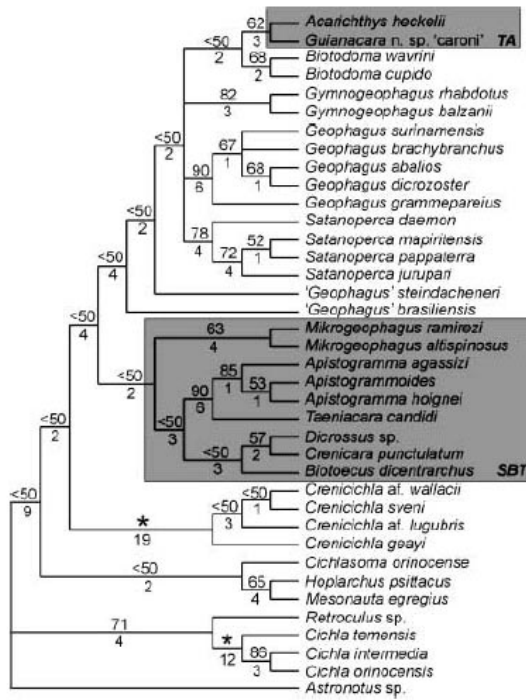 62 Acarichthys heckelii
<50 3 Guianacara n. sp. 'caroni' TA
2 68 Biotodoma wavrini
2 Biotodoma cupido
82 Gymnogeophagus rhabdotus
3 Gymnogeophagus balzanii
Geophagus surinamensis
<50 67 Geophagus brachybranchus
2 1 68 Geophagus abalios
90 1 Geophagus dicrozoster
6 Geophagus grammepareius
<50 Satanoperca daemon
2 78 52 Satanoperca mapiritensis
4 72 1 Satanoperca pappaterra
<50 4 Satanoperca jurupari
4 'Geophagus' steindacheneri
'Geophagus' brasiliensis
<50 63 Mikrogeophagus ramirezi
4 4 Mikrogeophagus altispinosus
<50 85 Apistogramma agassizi
2 90 1 53 Apistogrammoides
6 1 Apistogramma hoignei
<50 <50 Taeniacara candidi
2 3 57 Dicrossus sp.
<50 2 Crenicara punctulatum
3 Biotoecus dicentrarchus SBT
<50 <50 Crenicichla af. wallacii
9 1 Crenicichla sveni
* <50 3 Crenicichla af. lugubris
19 Crenicichla geayi
<50 Cichlasoma orinocense
2 65 Hoplarchus psittacus
4 Mesonauta egregius
71 Retroculus sp.
4 * Cichla temensis
12 86 Cichla intermedia
3 Cichla orinocensis
Astronotus sp.